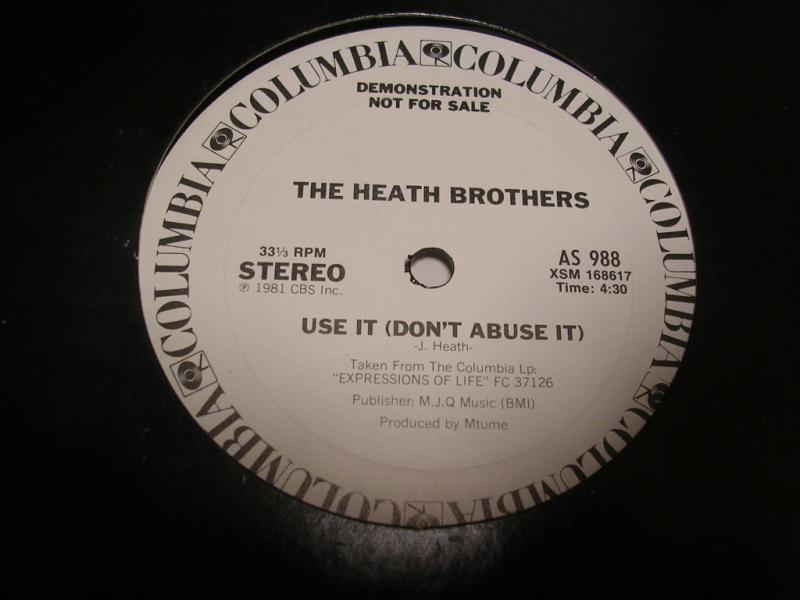 COLUMBIA COLUMBIA COLUMBIA COLUMBIA COLUMBIA COLUMBIA COLUMBIA COLUMBIA
DEMONSTRATION
NOT FOR SALE
THE HEATH BROTHERS
33⅓ RPM
STEREO
℗ 1981 CBS Inc.
AS 988
XSM 168617
Time: 4:30
USE IT (DON'T ABUSE IT)
-J. Heath-
Taken From The Columbia Lp:
"EXPRESSIONS OF LIFE" FC 37126
Publisher: M.J.Q Music (BMI)
Produced by Mtume